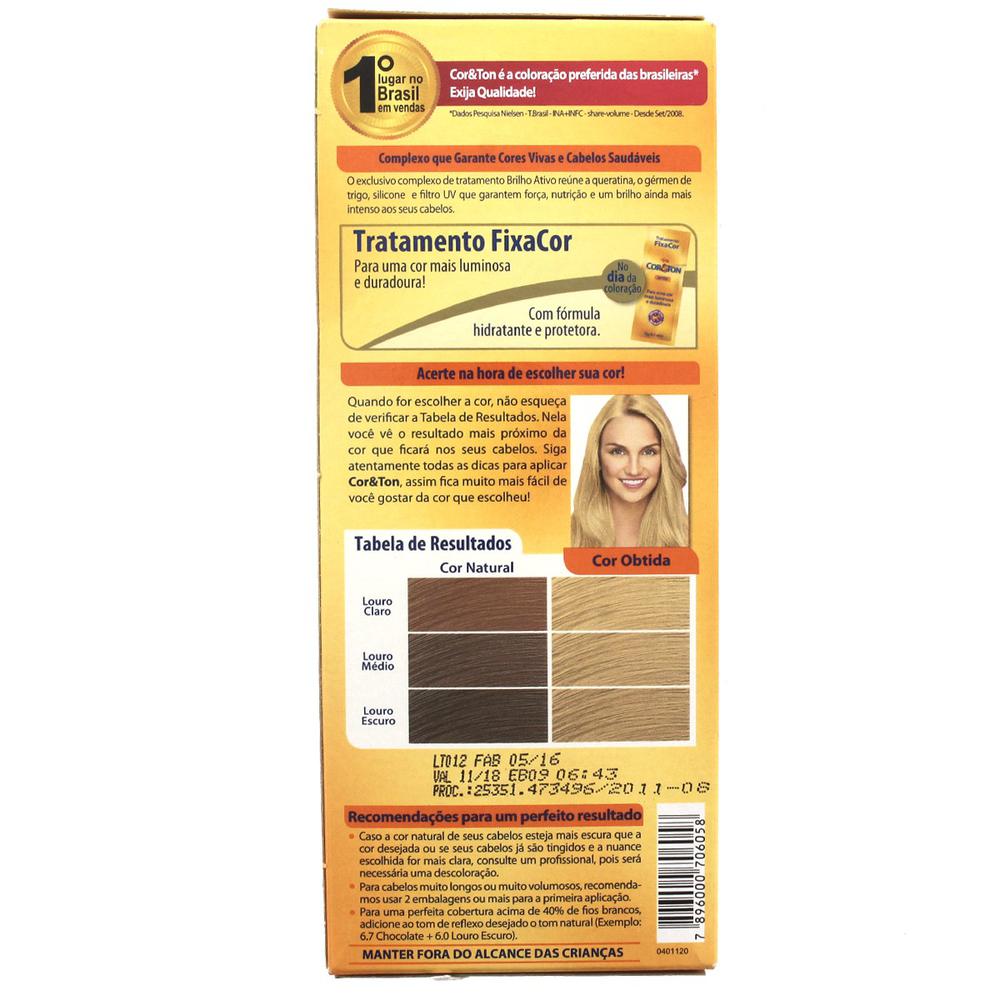 1º
lugar no
Brasil
em vendas
Cor&Ton é a coloração preferida das brasileiras*
Exija Qualidade!
*Dados Pesquisa Nielsen - T.Brasil - INA+INFC - share-volume - Desde Set/2008.
Complexo que Garante Cores Vivas e Cabelos Saudáveis
O exclusivo complexo de tratamento Brilho Ativo reúne a queratina, o gérmen de
trigo, silicone e filtro UV que garantem força, nutrição e um brilho ainda mais
intenso aos seus cabelos.
Tratamento FixaCor
Para uma cor mais luminosa
e duradoura!
No
dia da
coloração
Tratamento
FixaCor
COR&TON
Para uma cor
mais luminosa
e duradoura
Com fórmula
hidratante e protetora.
Acerte na hora de escolher sua cor!
Quando for escolher a cor, não esqueça
de verificar a Tabela de Resultados. Nela
você vê o resultado mais próximo da
cor que ficará nos seus cabelos. Siga
atentamente todas as dicas para aplicar
Cor&Ton, assim fica muito mais fácil de
você gostar da cor que escolheu!
Tabela de Resultados
Cor Natural
Cor Obtida
Louro
Claro
Louro
Médio
Louro
Escuro
LT012 FAB 05/16
VAL 11/18 EB09 06:43
PROC.:25351.473496/2011-08
Recomendações para um perfeito resultado
• Caso a cor natural de seus cabelos esteja mais escura que a
cor desejada ou se seus cabelos já são tingidos e a nuance
escolhida for mais clara, consulte um profissional, pois será
necessária uma descoloração.
• Para cabelos muito longos ou muito volumosos, recomenda-
mos usar 2 embalagens ou mais para a primeira aplicação.
• Para uma perfeita cobertura acima de 40% de fios brancos,
adicione ao tom de reflexo desejado o tom natural (Exemplo:
6.7 Chocolate + 6.0 Louro Escuro).
MANTER FORA DO ALCANCE DAS CRIANÇAS
7 896000 706058
0401120